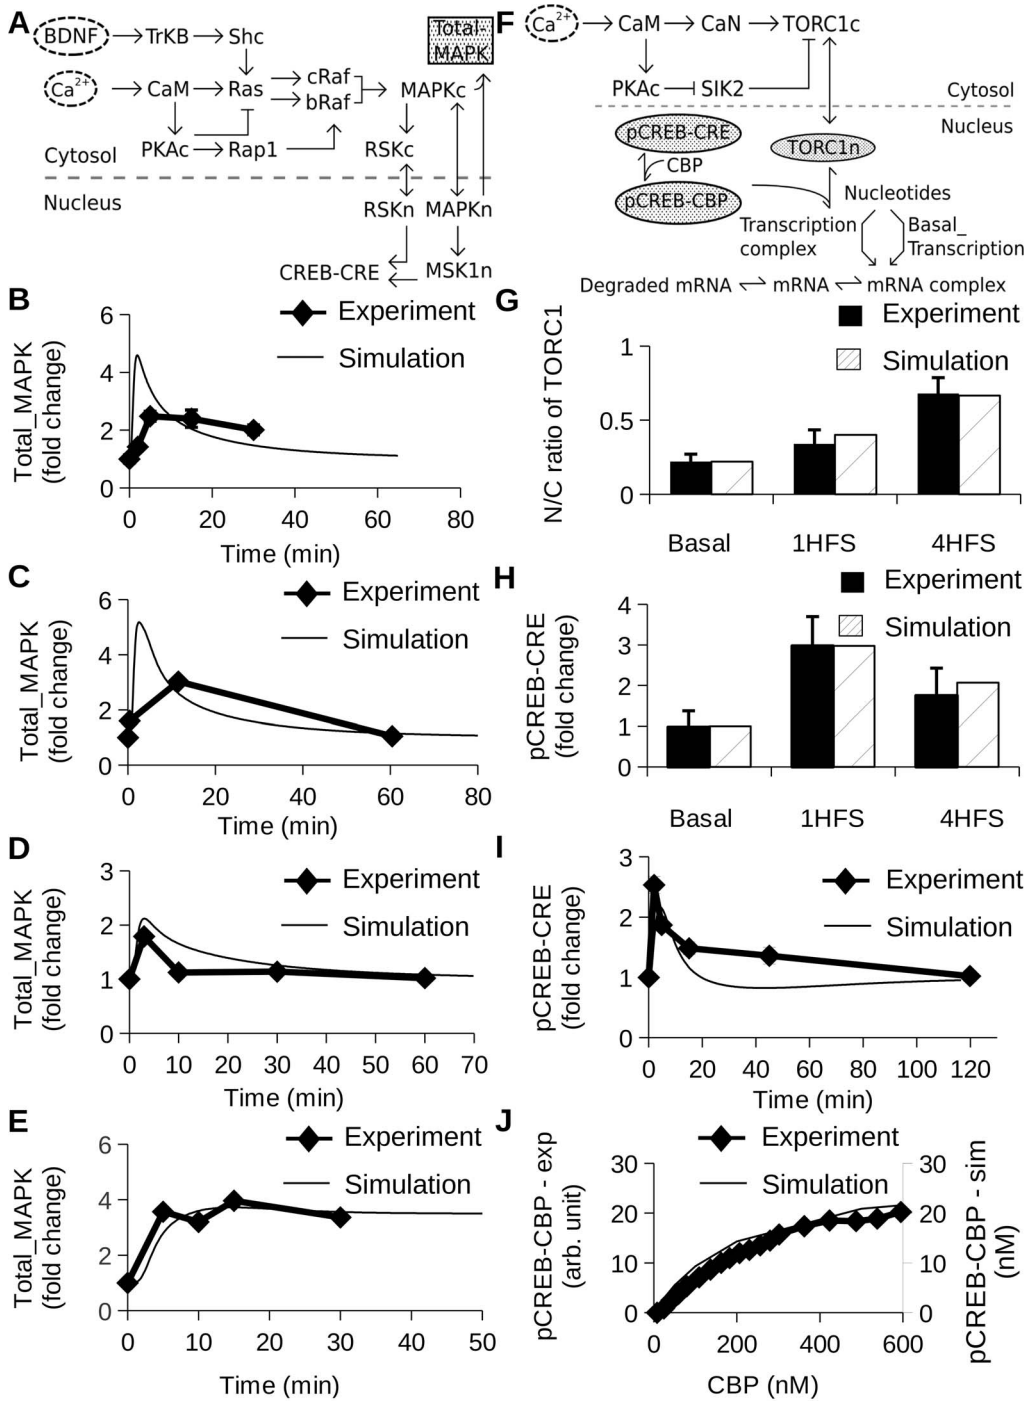 A
BDNF TrKB Shc
Total-
MAPK
Ca2+ CaM Ras cRaf
bRaf
MAPKc
PKAc Rap1 RSKc
Cytosol
Nucleus
RSKn MAPKn
CREB-CRE MSK1n
F
Ca2+ CaM CaN TORC1c
PKAc SIK2
Cytosol
Nucleus
pCREB-CRE
CBP
TORC1n
pCREB-CBP
Nucleotides
Transcription
complex
Basal_
Transcription
Degraded mRNA mRNA mRNA complex
B
Experiment
Simulation
Total_MAPK
(fold change)
6
4
2
0
0 20 40 60 80
Time (min)
C
Experiment
Simulation
Total_MAPK
(fold change)
6
4
2
0
0 20 40 60 80
Time (min)
D
Experiment
Simulation
Total_MAPK
(fold change)
3
2
1
0
0 10 20 30 40 50 60 70
Time (min)
E
Experiment
Simulation
Total_MAPK
(fold change)
6
4
2
0
0 10 20 30 40 50
Time (min)
G
Experiment
Simulation
N/C ratio of TORC1
1
0.5
0
Basal 1HFS 4HFS
H
Experiment
Simulation
pCREB-CRE
(fold change)
4
3
2
1
0
Basal 1HFS 4HFS
I
Experiment
Simulation
pCREB-CRE
(fold change)
3
2
1
0
0 20 40 60 80 100 120
Time (min)
J
Experiment
Simulation
pCREB-CBP - exp
(arb. unit)
30
20
10
0
30
20
10
0
pCREB-CBP - sim
(nM)
0 200 400 600
CBP (nM)